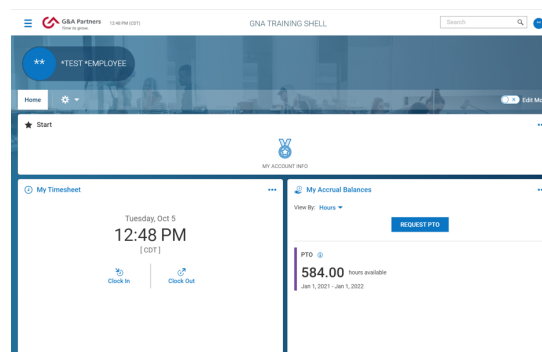 G&A Partners
Time to grow.
12:48 PM (CDT)
GNA TRAINING SHELL
Search
**
*TEST *EMPLOYEE
Home
Edit Mo
Start
MY ACCOUNT INFO
My Timesheet
Tuesday, Oct 5
12:48 PM
[ CDT ]
Clock In
Clock Out
My Accrual Balances
View By: Hours
REQUEST PTO
PTO
584.00 hours available
Jan 1, 2021 - Jan 1, 2022